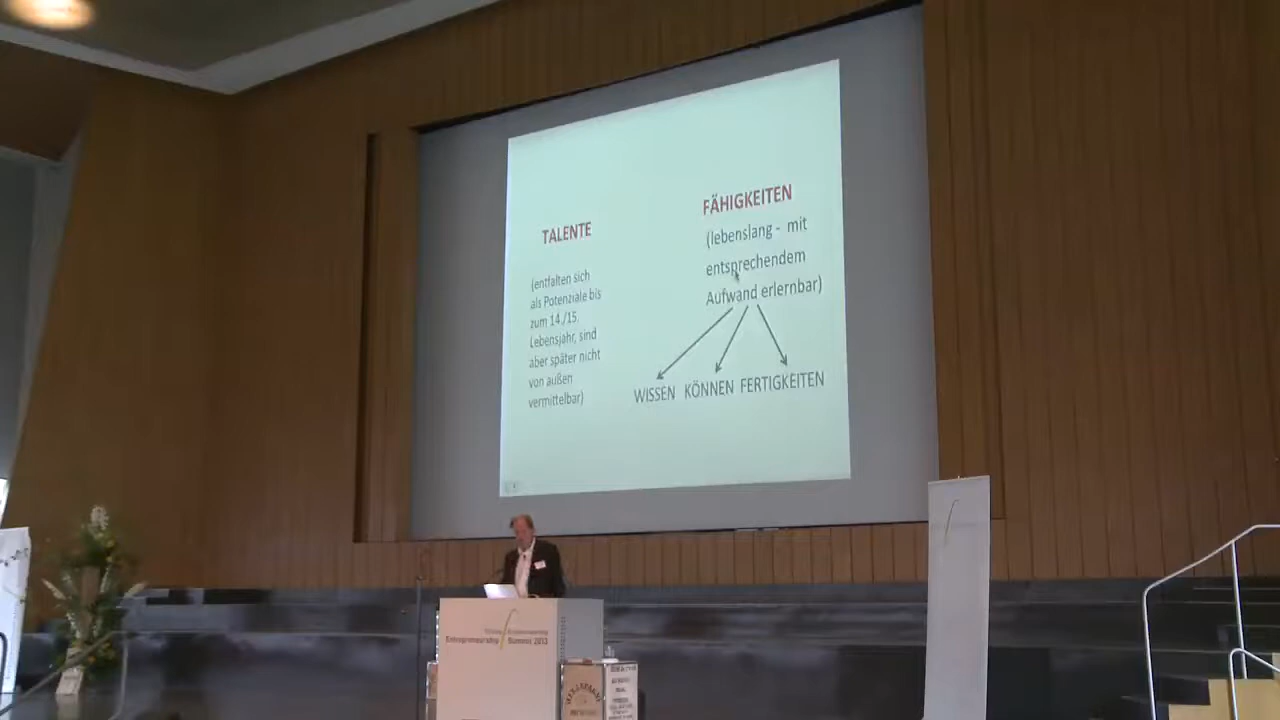 TALENTE
(entfalten sich
als Potenziale bis
zum 14./15.
Lebensjahr, sind
aber später nicht
von außen
vermittelbar)
FÄHIGKEITEN
(lebenslang - mit
entsprechendem
Aufwand erlernbar)
WISSEN KÖNNEN FERTIGKEITEN
Entrepreneurship Summit 2013